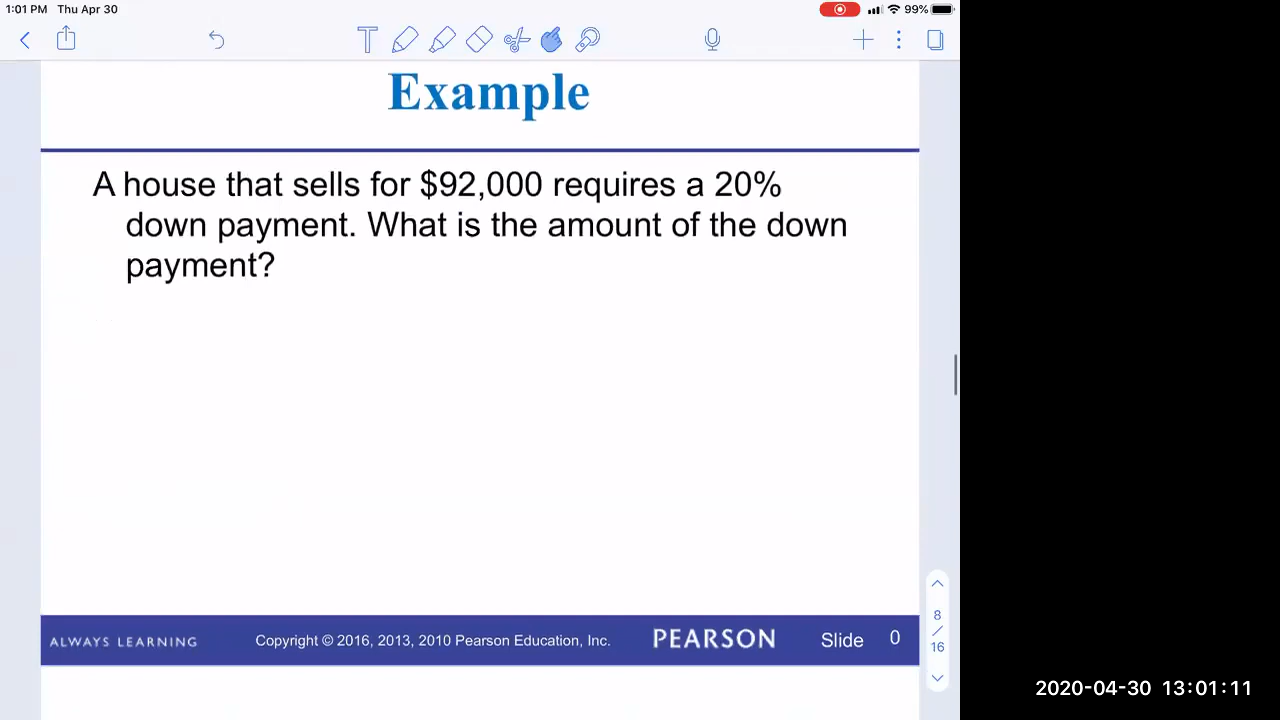 1:01 PM Thu Apr 30
99%
T
Example
A house that sells for $92,000 requires a 20%
down payment. What is the amount of the down
payment?
8
/
16
ALWAYS LEARNING Copyright © 2016, 2013, 2010 Pearson Education, Inc. PEARSON Slide 0
2020-04-30 13:01:11